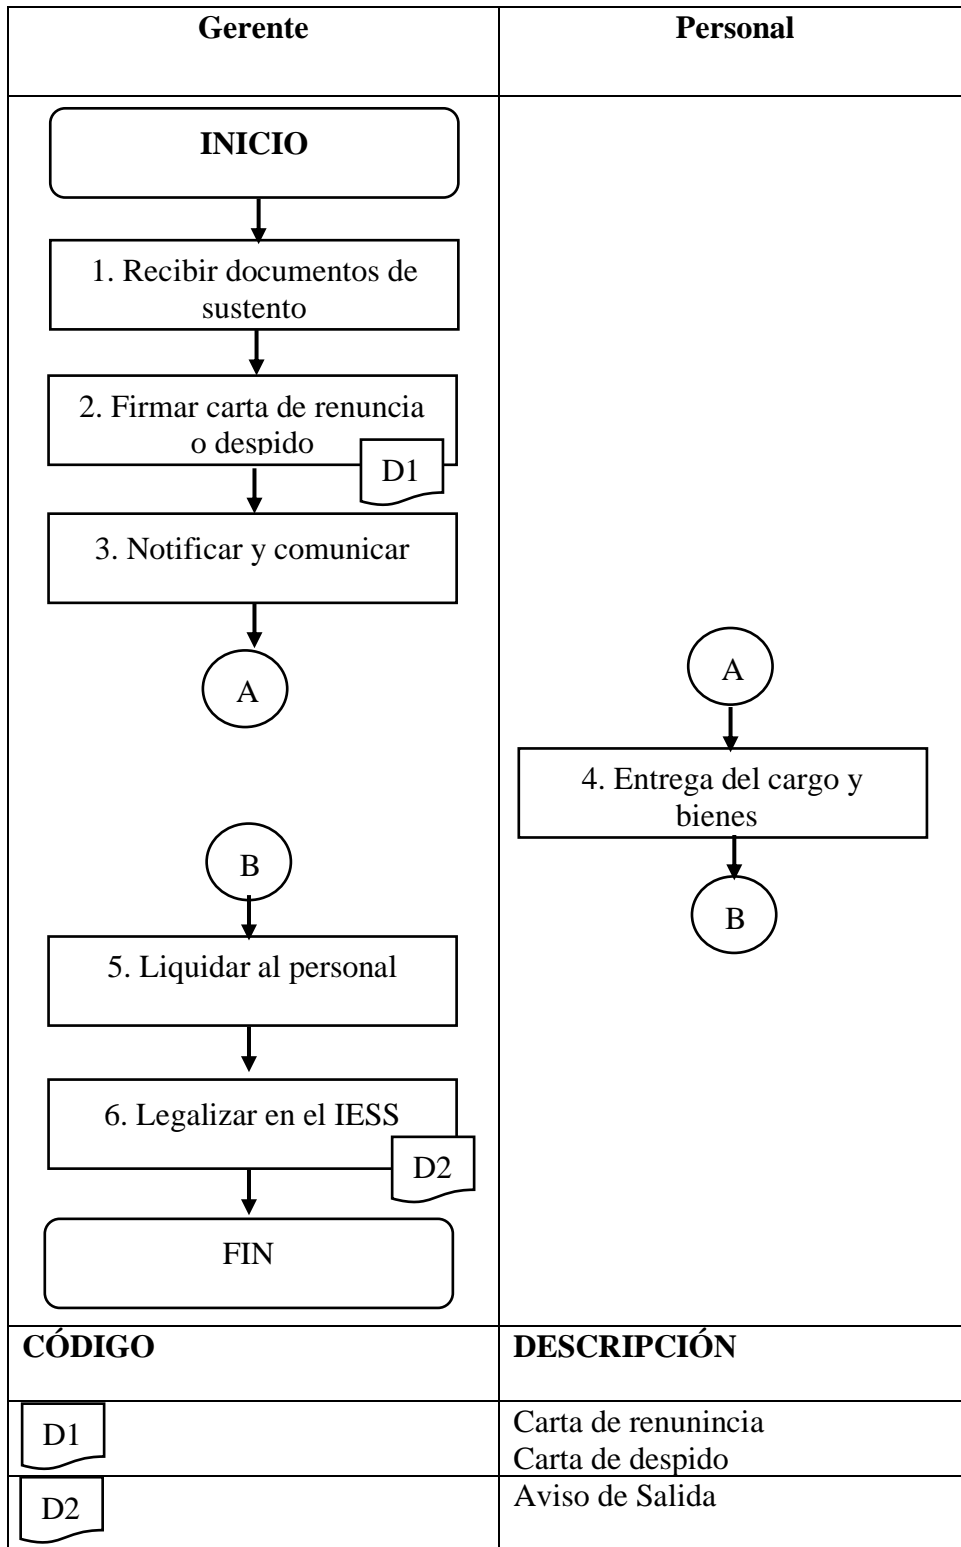 Gerente
Personal
INICIO
1. Recibir documentos de
sustento
2. Firmar carta de renuncia
o despido
D1
3. Notificar y comunicar
A
A
4. Entrega del cargo y
bienes
B
B
5. Liquidar al personal
6. Legalizar en el IESS
D2
FIN
CÓDIGO
DESCRIPCIÓN
D1
Carta de renunincia
Carta de despido
D2
Aviso de Salida